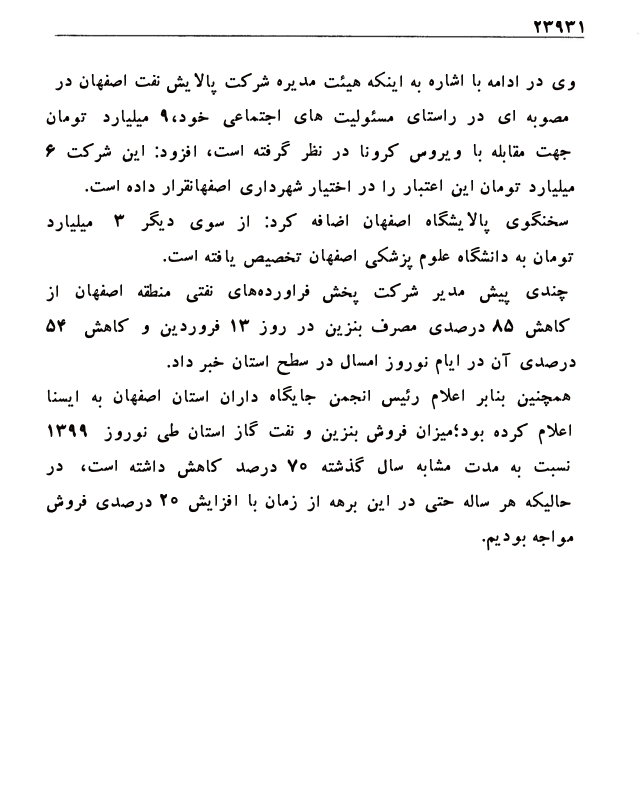 ۲۳۹۳۱
وی در ادامه با اشاره به اینکه هیئت مدیره شرکت پالایش نفت اصفهان در
مصوبه ای در راستای مسئولیت های اجتماعی خود،۹ میلیارد تومان
جهت مقابله با ویروس کرونا در نظر گرفته است، افزود: این شرکت ۶
میلیارد تومان این اعتبار را در اختیار شهرداری اصفهانقرار داده است.
سخنگوی پالایشگاه اصفهان اضافه کرد: از سوی دیگر ۳ میلیارد
تومان به دانشگاه علوم پزشکی اصفهان تخصیص یافته است.
چندی پیش مدیر شرکت پخش فراورده‌های نفتی منطقه اصفهان از
کاهش ۸۵ درصدی مصرف بنزین در روز ۱۳ فروردین و کاهش ۵۴
درصدی آن در ایام نوروز امسال در سطح استان خبر داد.
همچنین بنابر اعلام رئیس انجمن جایگاه داران استان اصفهان به ایسنا
اعلام کرده بود؛میزان فروش بنزین و نفت گاز استان طی نوروز ۱۳۹۹
نسبت به مدت مشابه سال گذشته ۷۰ درصد کاهش داشته است، در
حالیکه هر ساله حتی در این برهه از زمان با افزایش ۲۰ درصدی فروش
مواجه بودیم.